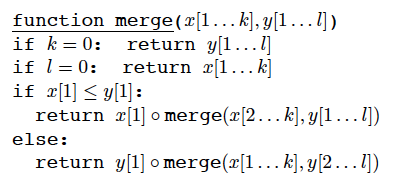 function merge(x[1...k], y[1...l])
if k = 0: return y[1...l]
if l = 0: return x[1...k]
if x[1] ≤ y[1]:
return x[1] ∘ merge(x[2...k], y[1...l])
else:
return y[1] ∘ merge(x[1...k], y[2...l])